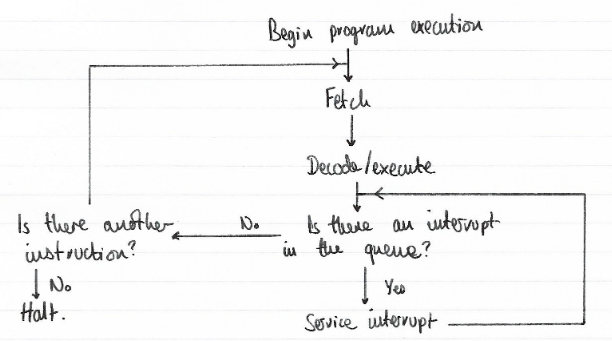 Begin program execution
Fetch
Decode/execute
Is there another
instruction?
No
Is there an interrupt
in the queue?
No
Yes
Halt.
Service interrupt